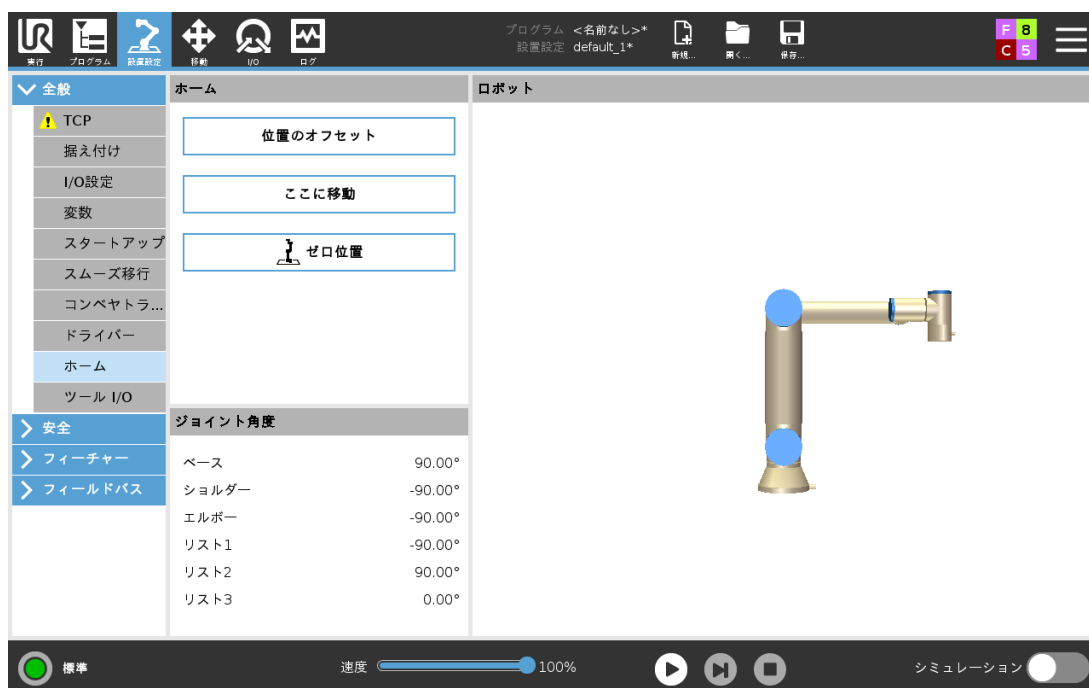 UR
実行
プログラム
設置設定
移動
I/O
ログ
プログラム <名前なし>*
設置設定 default_1*
新規...
開く...
保存...
F 8
C 5
全般
TCP
据え付け
I/O設定
変数
スタートアップ
スムーズ移行
コンベヤトラ...
ドライバー
ホーム
ツール I/O
安全
フィーチャー
フィールドバス
ホーム
位置のオフセット
ここに移動
ゼロ位置
ジョイント角度
ベース 90.00°
ショルダー -90.00°
エルボー -90.00°
リスト1 -90.00°
リスト2 90.00°
リスト3 0.00°
ロボット
標準
速度 100%
シミュレーション